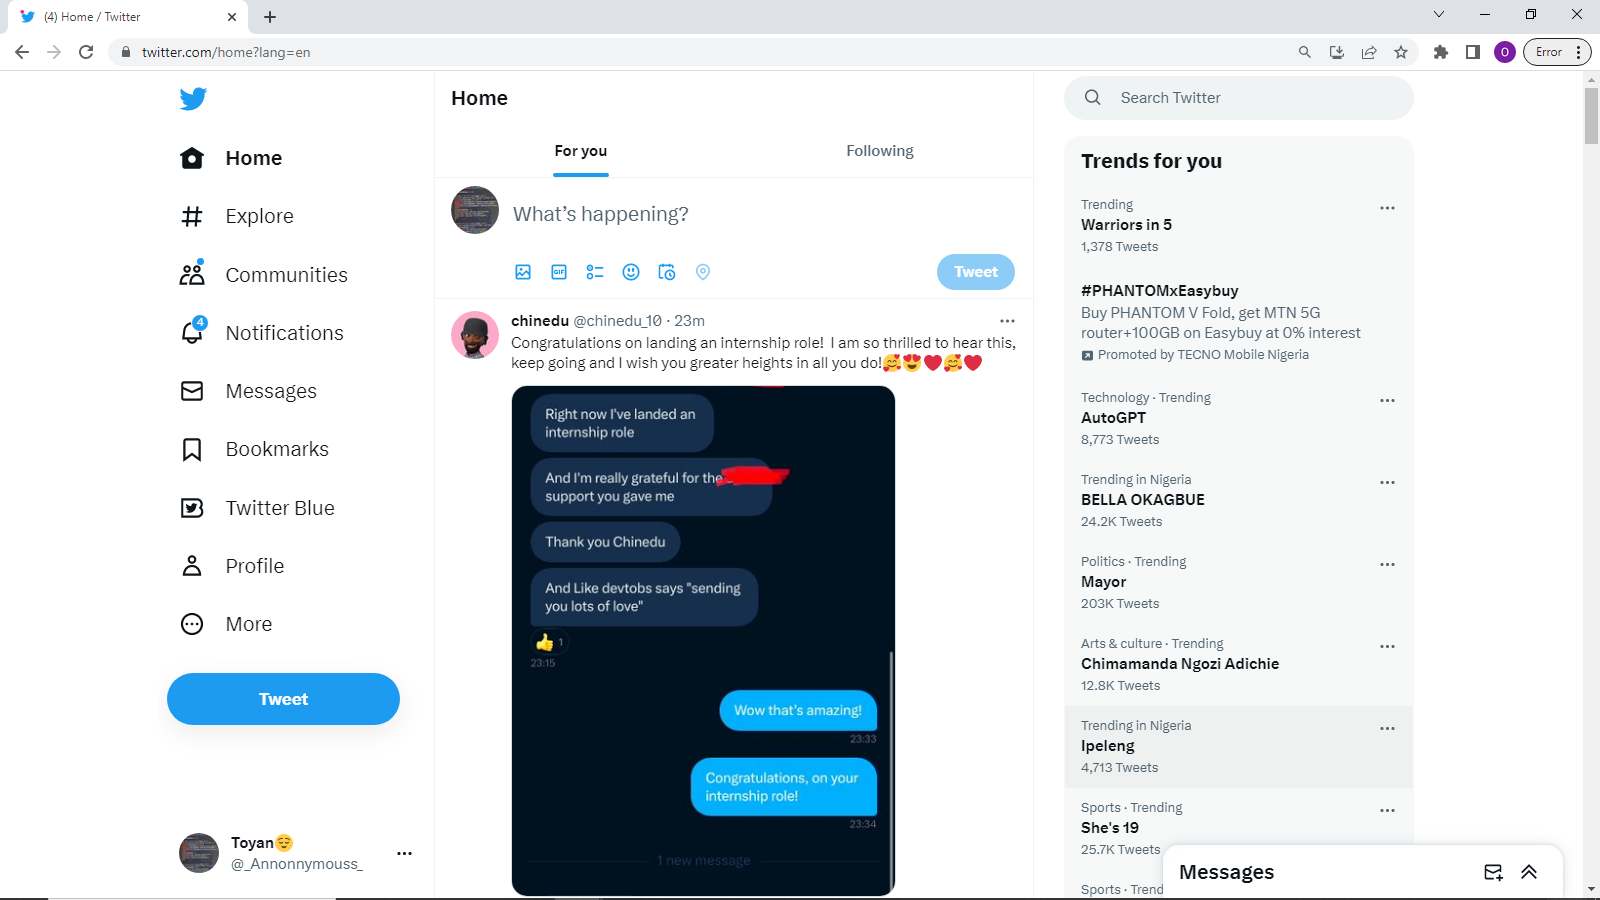 (4) Home / Twitter
twitter.com/home?lang=en
O
Error
Home
Explore
Communities
4
Notifications
Messages
Bookmarks
Twitter Blue
Profile
More
Tweet
Toyan😌
@_Annonnymouss_
Home
For you
Following
What's happening?
GIF
Tweet
chinedu @chinedu_10 · 23m
Congratulations on landing an internship role!  I am so thrilled to hear this,
keep going and I wish you greater heights in all you do!🥰😍❤️🥰❤️
Right now I've landed an
internship role
And I'm really grateful for the
support you gave me
Thank you Chinedu
And Like devtobs says "sending
you lots of love"
👍 1
23:15
Wow that's amazing!
23:33
Congratulations, on your
internship role!
23:34
1 new message
Search Twitter
Trends for you
Trending
Warriors in 5
1,378 Tweets
#PHANTOMxEasybuy
Buy PHANTOM V Fold, get MTN 5G
router+100GB on Easybuy at 0% interest
Promoted by TECNO Mobile Nigeria
Technology · Trending
AutoGPT
8,773 Tweets
Trending in Nigeria
BELLA OKAGBUE
24.2K Tweets
Politics · Trending
Mayor
203K Tweets
Arts & culture · Trending
Chimamanda Ngozi Adichie
12.8K Tweets
Trending in Nigeria
Ipeleng
4,713 Tweets
Sports · Trending
She's 19
25.7K Tweets
Sports · Trend
Messages